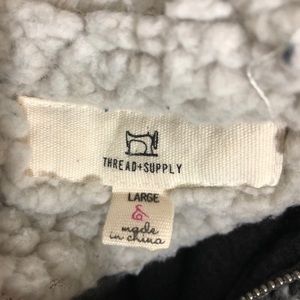 THREAD+SUPPLY
LARGE
made
in china